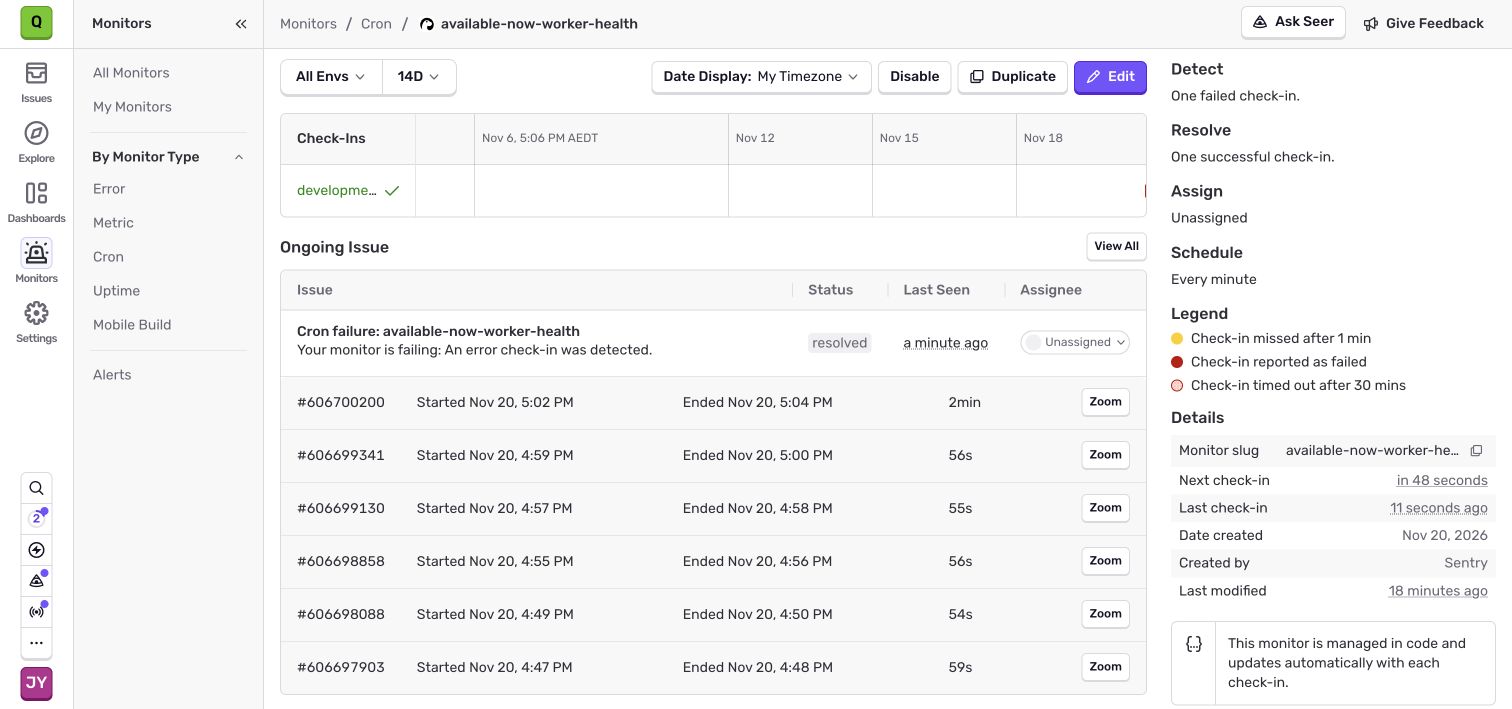 Q
Issues
Explore
Dashboards
Monitors
Settings
2
JY
Monitors
All Monitors
My Monitors
By Monitor Type
Error
Metric
Cron
Uptime
Mobile Build
Alerts
Monitors / Cron / available-now-worker-health
Ask Seer
Give Feedback
All Envs
14D
Date Display: My Timezone
Disable
Duplicate
Edit
Check-Ins
Nov 6, 5:06 PM AEDT
Nov 12
Nov 15
Nov 18
developme…
Ongoing Issue
View All
Issue Status Last Seen Assignee
Cron failure: available-now-worker-health
Your monitor is failing: An error check-in was detected.
resolved
a minute ago
Unassigned
#606700200 Started Nov 20, 5:02 PM Ended Nov 20, 5:04 PM 2min Zoom
#606699341 Started Nov 20, 4:59 PM Ended Nov 20, 5:00 PM 56s Zoom
#606699130 Started Nov 20, 4:57 PM Ended Nov 20, 4:58 PM 55s Zoom
#606698858 Started Nov 20, 4:55 PM Ended Nov 20, 4:56 PM 56s Zoom
#606698088 Started Nov 20, 4:49 PM Ended Nov 20, 4:50 PM 54s Zoom
#606697903 Started Nov 20, 4:47 PM Ended Nov 20, 4:48 PM 59s Zoom
Detect
One failed check-in.
Resolve
One successful check-in.
Assign
Unassigned
Schedule
Every minute
Legend
Check-in missed after 1 min
Check-in reported as failed
Check-in timed out after 30 mins
Details
Monitor slug available-now-worker-he…
Next check-in in 48 seconds
Last check-in 11 seconds ago
Date created Nov 20, 2026
Created by Sentry
Last modified 18 minutes ago
This monitor is managed in code and
updates automatically with each
check-in.